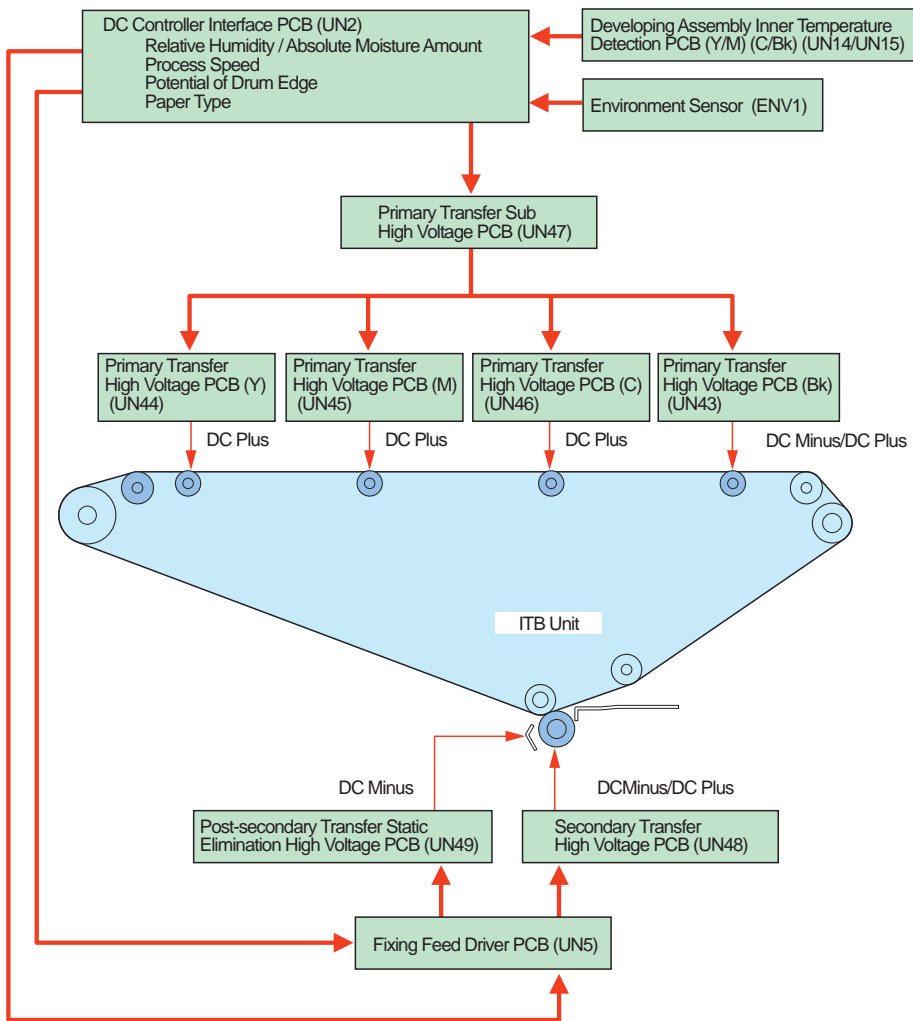 DC Controller Interface PCB (UN2)
Relative Humidity / Absolute Moisture Amount
Process Speed
Potential of Drum Edge
Paper Type
Developing Assembly Inner Temperature
Detection PCB (Y/M) (C/Bk) (UN14/UN15)
Environment Sensor (ENV1)
Primary Transfer Sub
High Voltage PCB (UN47)
Primary Transfer
High Voltage PCB (Y)
(UN44)
Primary Transfer
High Voltage PCB (M)
(UN45)
Primary Transfer
High Voltage PCB (C)
(UN46)
Primary Transfer
High Voltage PCB (Bk)
(UN43)
DC Plus
DC Plus
DC Plus
DC Minus/DC Plus
ITB Unit
DC Minus
DCMinus/DC Plus
Post-secondary Transfer Static
Elimination High Voltage PCB (UN49)
Secondary Transfer
High Voltage PCB (UN48)
Fixing Feed Driver PCB (UN5)